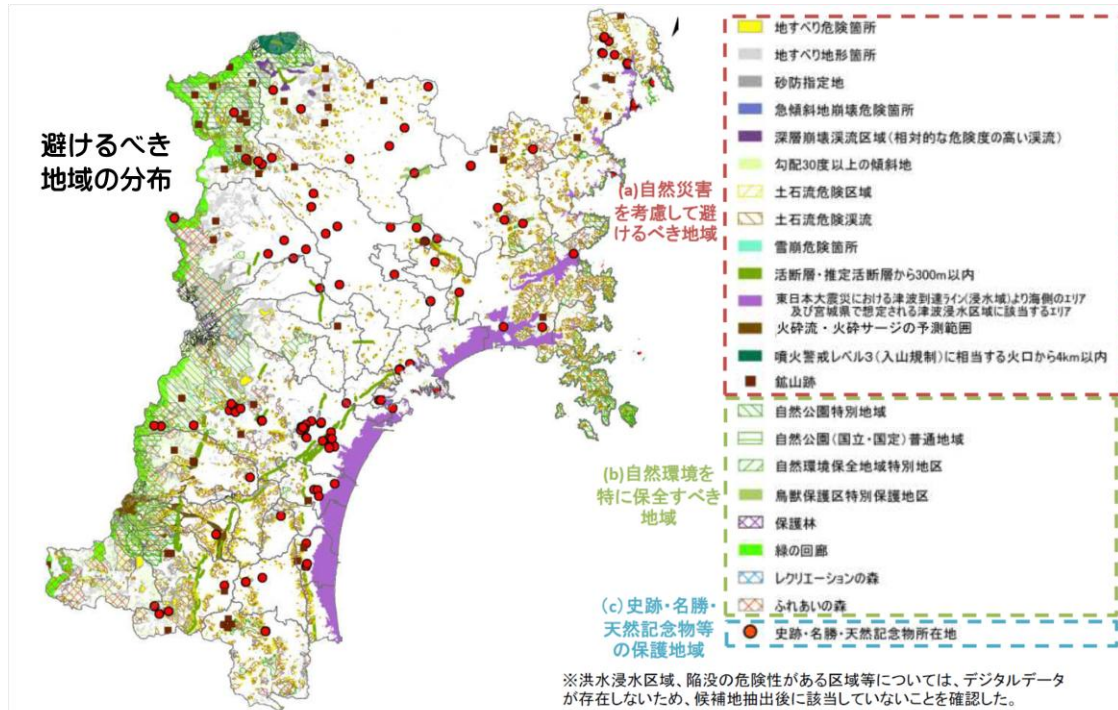 避けるべき
地域の分布
(a)自然災害
を考慮して避
けるべき地域
地すべり危険箇所
地すべり地形箇所
砂防指定地
急傾斜地崩壊危険箇所
深層崩壊渓流区域(相対的な危険度の高い渓流)
勾配30度以上の傾斜地
土石流危険区域
土石流危険渓流
雪崩危険箇所
活断層・推定活断層から300m以内
東日本大震災における津波到達ライン(浸水域)より海側のエリア
及び宮城県で想定される津波浸水区域に該当するエリア
火砕流・火砕サージの予測範囲
噴火警戒レベル3(入山規制)に相当する火口から4km以内
鉱山跡
(b)自然環境を
特に保全すべき
地域
自然公園特別地域
自然公園(国立・国定)普通地域
自然環境保全地域特別地区
鳥獣保護区特別保護地区
保護林
緑の回廊
レクリエーションの森
ふれあいの森
(c)史跡・名勝・
天然記念物等
の保護地域
史跡・名勝・天然記念物所在地
※洪水浸水区域、陥没の危険性がある区域等については、デジタルデータ
が存在しないため、候補地抽出後に該当していないことを確認した。